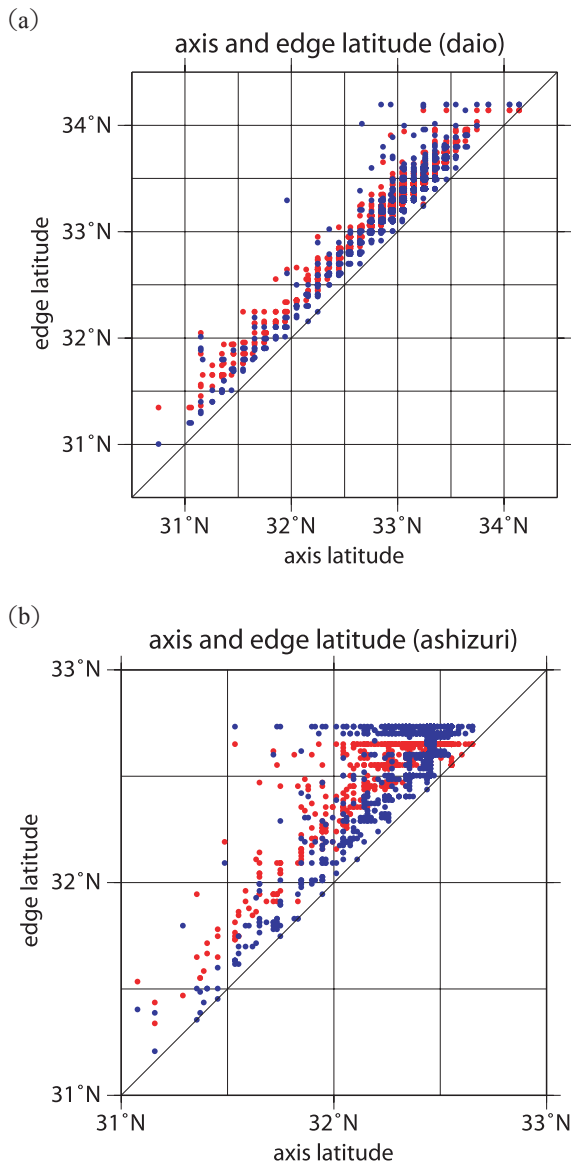 (a)
axis and edge latitude (daio)
34˚N
33˚N
32˚N
31˚N
edge latitude
31˚N 32˚N 33˚N 34˚N
axis latitude
(b)
axis and edge latitude (ashizuri)
33˚N
32˚N
31˚N
edge latitude
31˚N 32˚N 33˚N
axis latitude